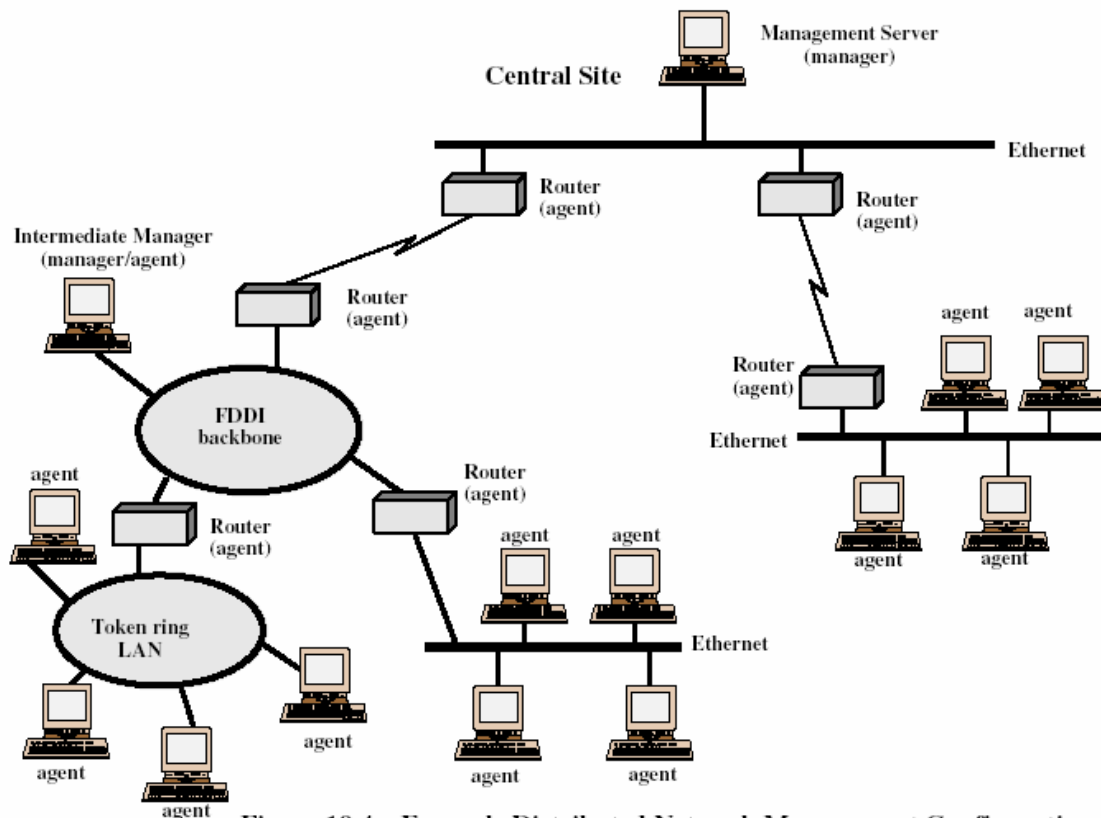 Management Server
(manager)
Central Site
Ethernet
Router
(agent)
Router
(agent)
Intermediate Manager
(manager/agent)
Router
(agent)
agent
agent
Router
(agent)
FDDI
backbone
Ethernet
Router
(agent)
agent
Router
(agent)
agent
agent
agent
agent
Token ring
LAN
Ethernet
agent
agent
agent
agent
agent
agent